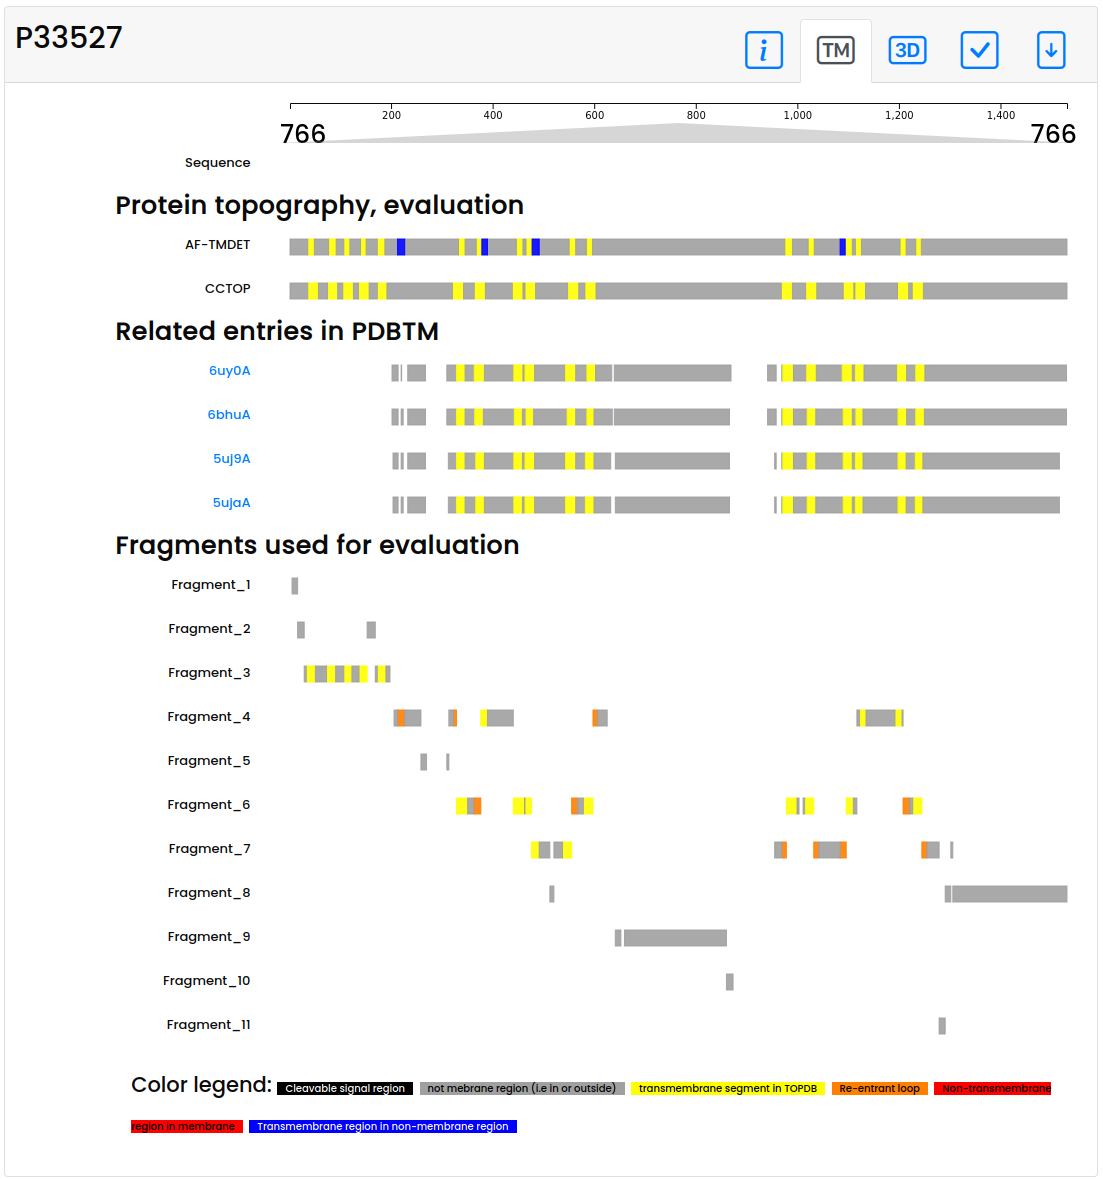 P33527
i
TM
3D
200 400 600 800 1,000 1,200 1,400
766 766
Sequence
Protein topography, evaluation
AF-TMDET
CCTOP
Related entries in PDBTM
6uy0A
6bhuA
5uj9A
5ujaA
Fragments used for evaluation
Fragment_1
Fragment_2
Fragment_3
Fragment_4
Fragment_5
Fragment_6
Fragment_7
Fragment_8
Fragment_9
Fragment_10
Fragment_11
Color legend: Cleavable signal region not mebrane region (i.e in or outside) transmembrane segment in TOPDB Re-entrant loop Non-transmembrane
region in membrane Transmembrane region in non-membrane region